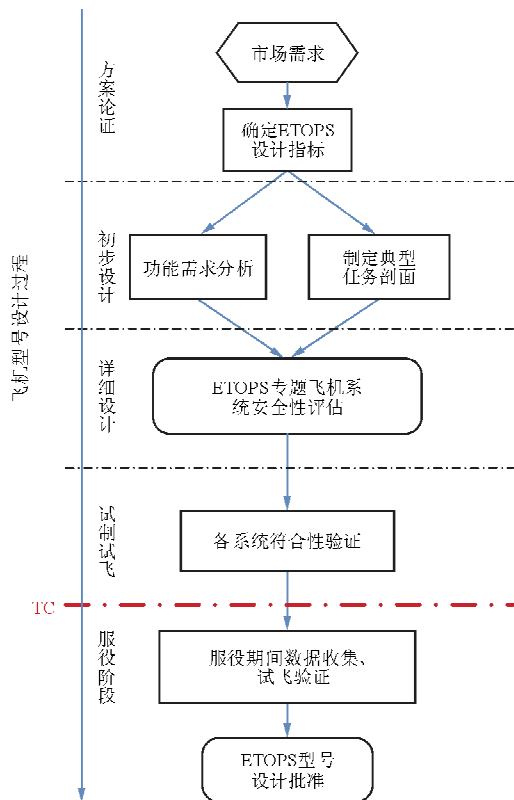 飞机型号设计过程
方案论证
市场需求
确定ETOPS
设计指标
初步设计
功能需求分析
制定典型
任务剖面
详细设计
ETOPS专题飞机系
统安全性评估
试制试飞
各系统符合性验证
TC
服役阶段
服役期间数据收集、
试飞验证
ETOPS型号
设计批准